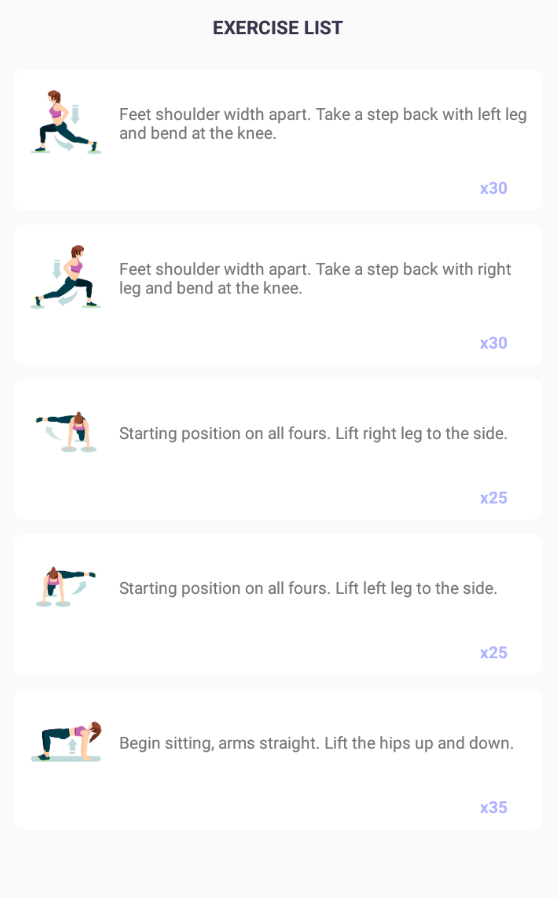 EXERCISE LIST
Feet shoulder width apart. Take a step back with left leg
and bend at the knee.
x30
Feet shoulder width apart. Take a step back with right
leg and bend at the knee.
x30
Starting position on all fours. Lift right leg to the side.
x25
Starting position on all fours. Lift left leg to the side.
x25
Begin sitting, arms straight. Lift the hips up and down.
x35